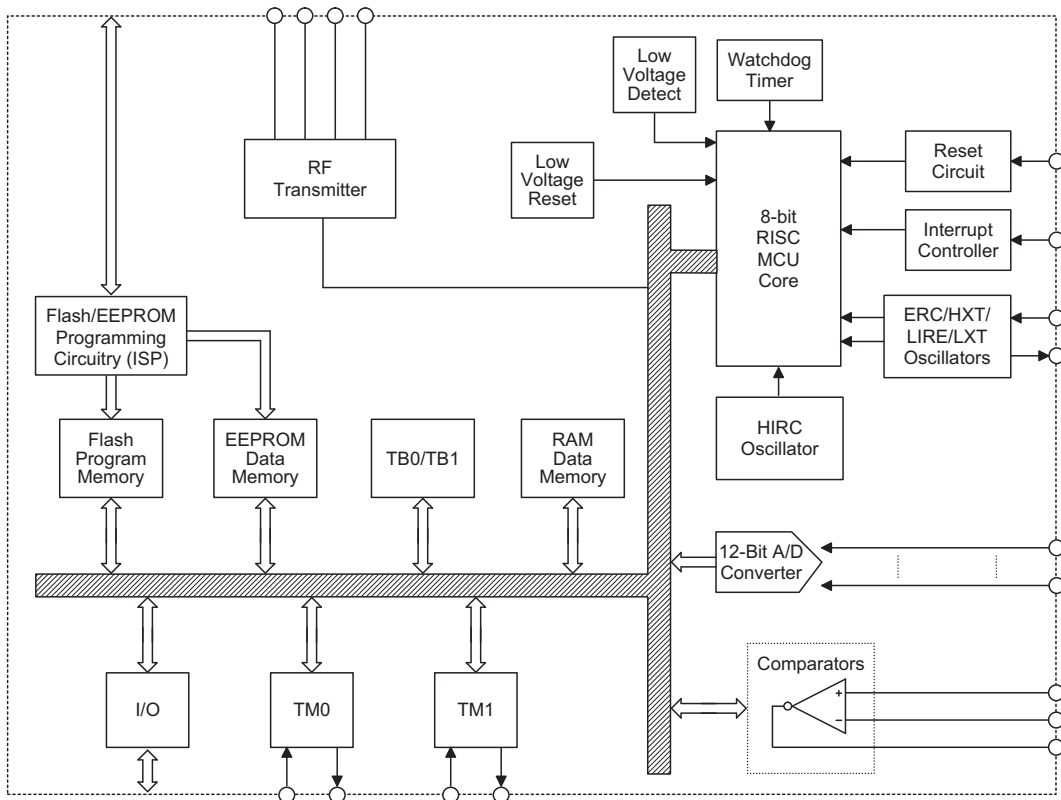 Low
Voltage
Detect
Watchdog
Timer
RF
Transmitter
Low
Voltage
Reset
8-bit
RISC
MCU
Core
Reset
Circuit
Interrupt
Controller
Flash/EEPROM
Programming
Circuitry (ISP)
ERC/HXT/
LIRE/LXT
Oscillators
HIRC
Oscillator
Flash
Program
Memory
EEPROM
Data
Memory
TB0/TB1
RAM
Data
Memory
12-Bit A/D
Converter
Comparators
+
−
I/O
TM0
TM1